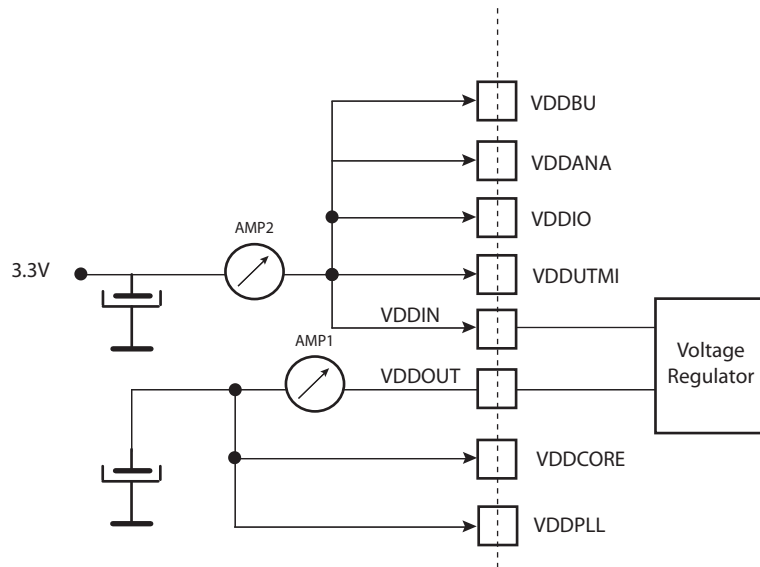 VDDBU
VDDANA
VDDIO
AMP2
3.3V
VDDUTMI
VDDIN
AMP1
Voltage
Regulator
VDDOUT
VDDCORE
VDDPLL